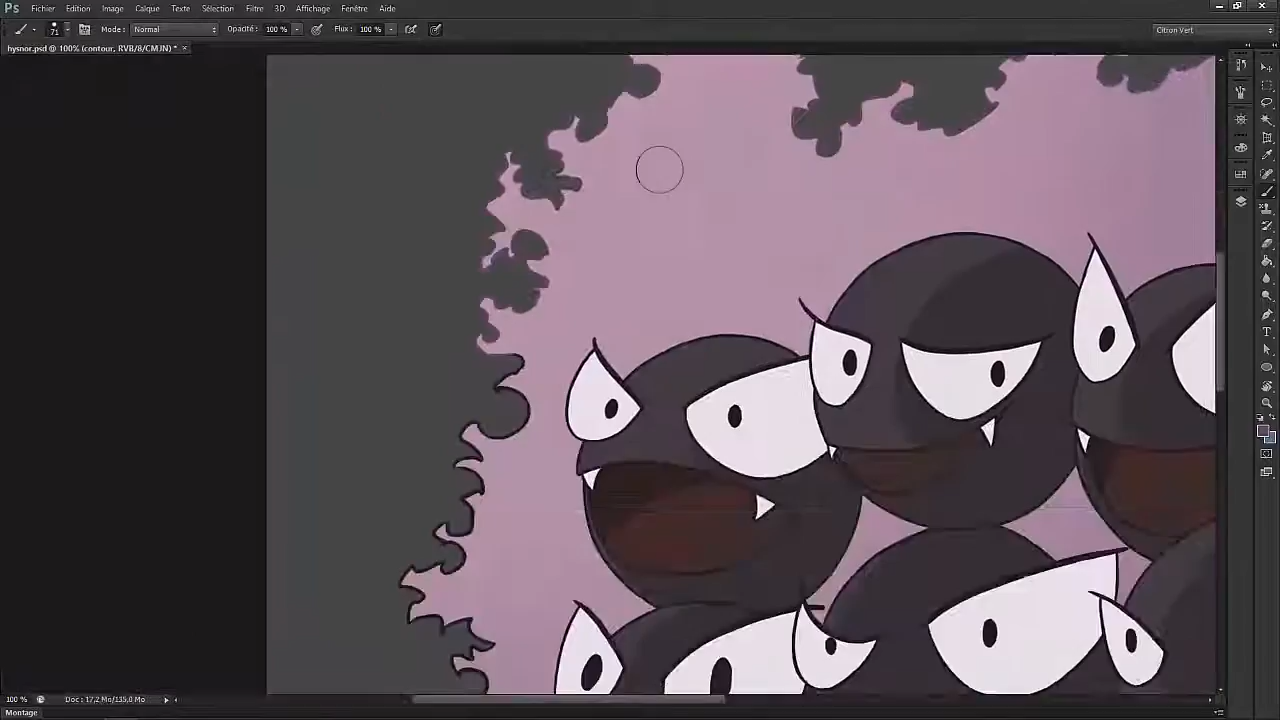 Ps Fichier Edition Image Calque Texte Sélection Filtre 3D Affichage Fenêtre Aide
71 Mode : Normal Opacité : 100 % Flux : 100 % Citron Vert
hysnor.psd @ 100% (contour, RVB/8/CMJN) * ×
100 % Doc : 17,2 Mo/135,0 Mo
Montage